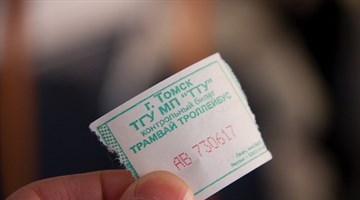 г. Томск
ТГУ МП "ТТУ"
контрольный билет
ТРАМВАЙ ТРОЛЛЕЙБУС
АВ 730617